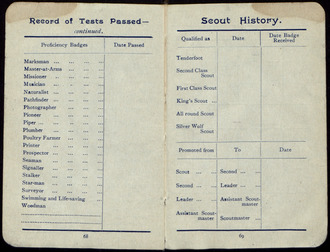 Record of Tests Passed—
continued.
Proficiency Badges
Date Passed
Marksman ... ... ...
Master-at-Arms ... ...
Missioner ... ... ...
Musician ... ... ...
Naturalist ... ... ...
Pathfinder ... ... ...
Photographer ... ...
Pioneer ... ... ...
Piper ... ... ... ...
Plumber ... ... ...
Poultry Farmer ... ...
Printer ... ... ...
Prospector ... ... ...
Seaman ... ... ...
Signaller ... ... ...
Stalker ... ... ...
Star-man ... ... ...
Surveyor ... ... ...
Swimming and Life-saving
Woodman ... ... ...
68
Scout History.
Qualified as
Date
Date Badge
Received
Tenderfoot
Second Class
Scout
First Class Scout
King's Scout
All round Scout
Silver Wolf
Scout
Promoted from
To
Date
Scout ... ... Second ...
Second ... ... Leader ...
Leader ... ... Assistant Scout-
master
Assistant Scout-
master
Scoutmaster ...
69